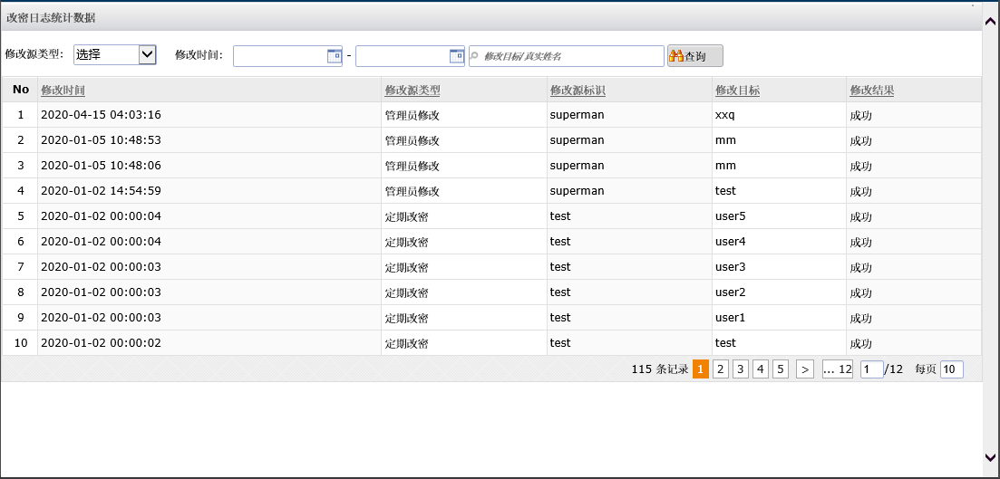 改密日志统计数据
修改源类型： 选择 修改时间： - 修改目标/真实姓名 查询
No 修改时间 修改源类型 修改源标识 修改目标 修改结果
1 2020-04-15 04:03:16 管理员修改 superman xxq 成功
2 2020-01-05 10:48:53 管理员修改 superman mm 成功
3 2020-01-05 10:48:06 管理员修改 superman mm 成功
4 2020-01-02 14:54:59 管理员修改 superman test 成功
5 2020-01-02 00:00:04 定期改密 test user5 成功
6 2020-01-02 00:00:04 定期改密 test user4 成功
7 2020-01-02 00:00:03 定期改密 test user3 成功
8 2020-01-02 00:00:03 定期改密 test user2 成功
9 2020-01-02 00:00:03 定期改密 test user1 成功
10 2020-01-02 00:00:02 定期改密 test test 成功
115 条记录 1 2 3 4 5 > ... 12 1 /12 每页 10